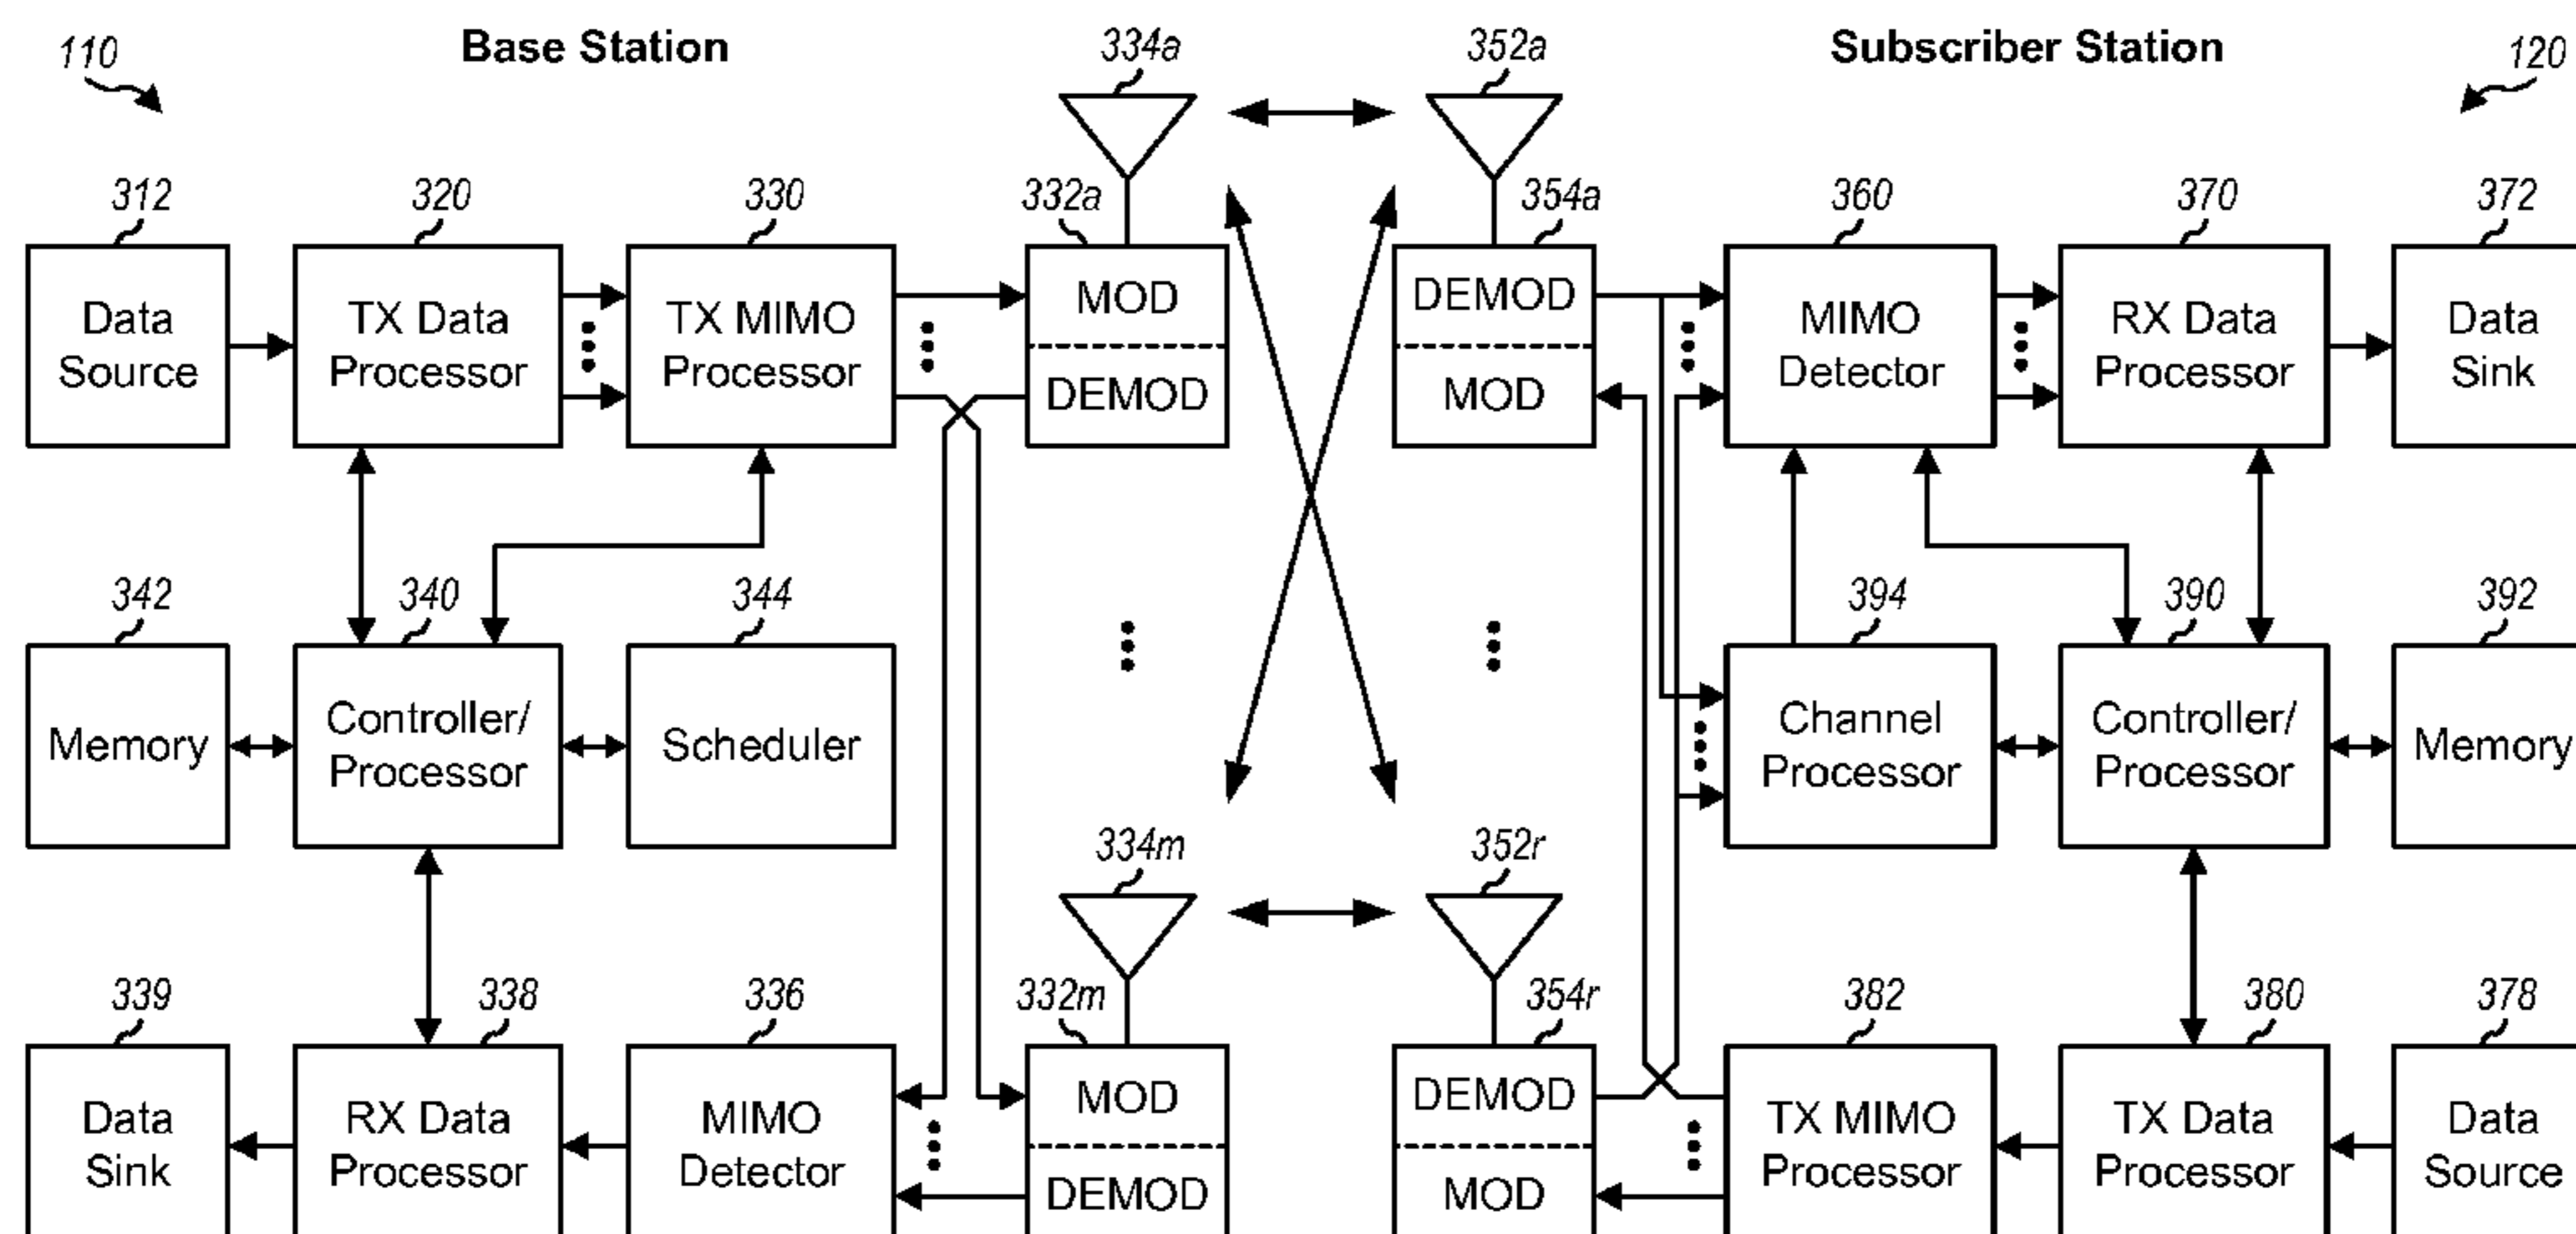 110
Base Station
334a
352a
Subscriber Station
120
312
320
330
332a
354a
360
370
372
Data
Source
TX Data
Processor
TX MIMO
Processor
MOD
DEMOD
DEMOD
MOD
MIMO
Detector
RX Data
Processor
Data
Sink
342
340
344
394
390
392
Memory
Controller/
Processor
Scheduler
Channel
Processor
Controller/
Processor
Memory
334m
352r
339
338
336
332m
354r
382
380
378
Data
Sink
RX Data
Processor
MIMO
Detector
MOD
DEMOD
DEMOD
MOD
TX MIMO
Processor
TX Data
Processor
Data
Source